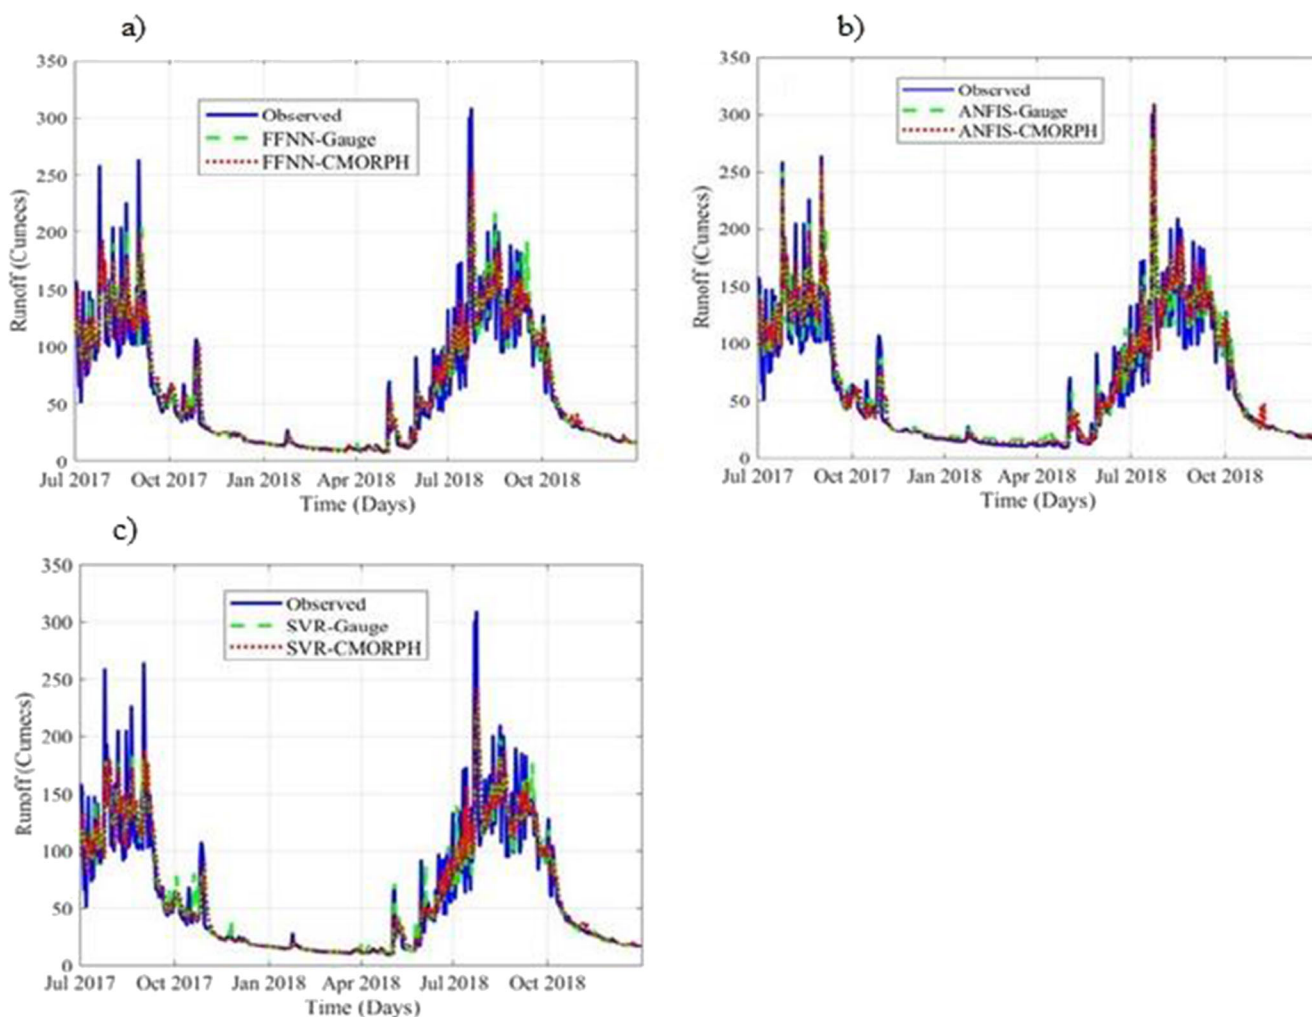 a)
350
300
250
200
150
100
50
0
Runoff (Cumecs)
Observed
FFNN-Gauge
FFNN-CMORPH
Jul 2017 Oct 2017 Jan 2018 Apr 2018 Jul 2018 Oct 2018
Time (Days)
b)
350
300
250
200
150
100
50
0
Runoff (Cumecs)
Observed
ANFIS-Gauge
ANFIS-CMORPH
Jul 2017 Oct 2017 Jan 2018 Apr 2018 Jul 2018 Oct 2018
Time (Days)
c)
350
300
250
200
150
100
50
0
Runoff (Cumecs)
Observed
SVR-Gauge
SVR-CMORPH
Jul 2017 Oct 2017 Jan 2018 Apr 2018 Jul 2018 Oct 2018
Time (Days)